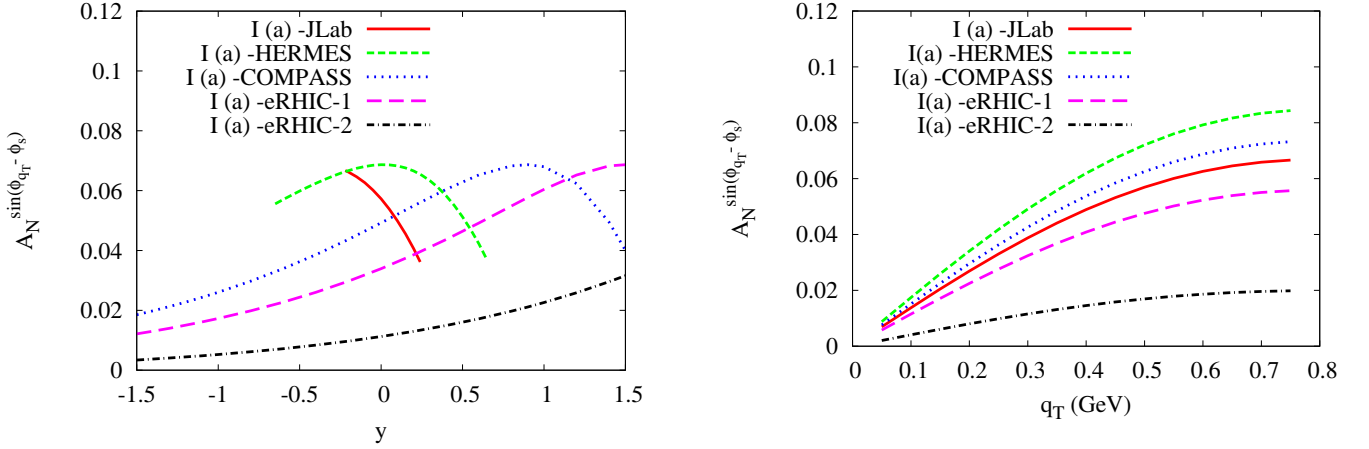 A_N^sin(ϕ_qT - ϕ_s)
0.12
0.1
0.08
0.06
0.04
0.02
0
I (a) -JLab
I (a) -HERMES
I (a) -COMPASS
I (a) -eRHIC-1
I (a) -eRHIC-2
-1.5 -1 -0.5 0 0.5 1 1.5
y
A_N^sin(ϕ_qT - ϕ_s)
0.12
0.1
0.08
0.06
0.04
0.02
0
I (a) -JLab
I(a) -HERMES
I(a) -COMPASS
I(a) -eRHIC-1
I(a) -eRHIC-2
0 0.1 0.2 0.3 0.4 0.5 0.6 0.7 0.8
q_T (GeV)